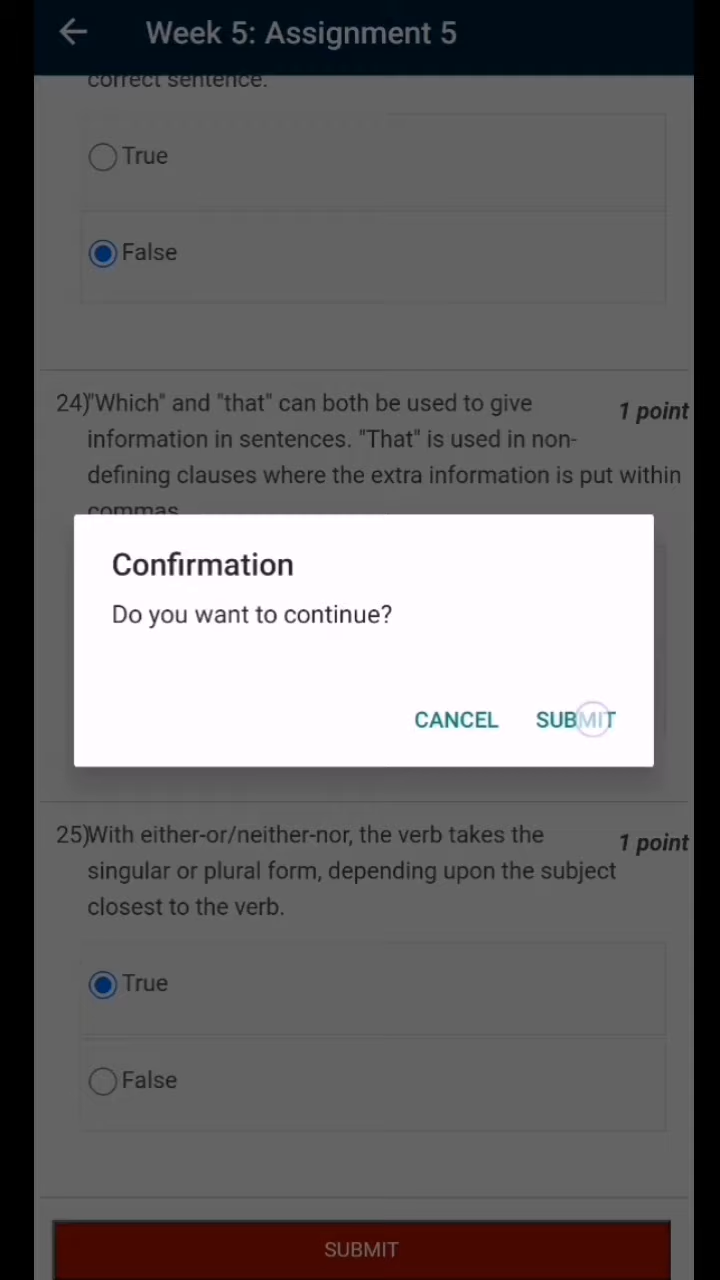 Week 5: Assignment 5
correct sentence.
True
False
24)"Which" and "that" can both be used to give
1 point
information in sentences. "That" is used in non-
defining clauses where the extra information is put within
commas
Confirmation
Do you want to continue?
CANCEL SUBMIT
25)With either-or/neither-nor, the verb takes the
1 point
singular or plural form, depending upon the subject
closest to the verb.
True
False
SUBMIT